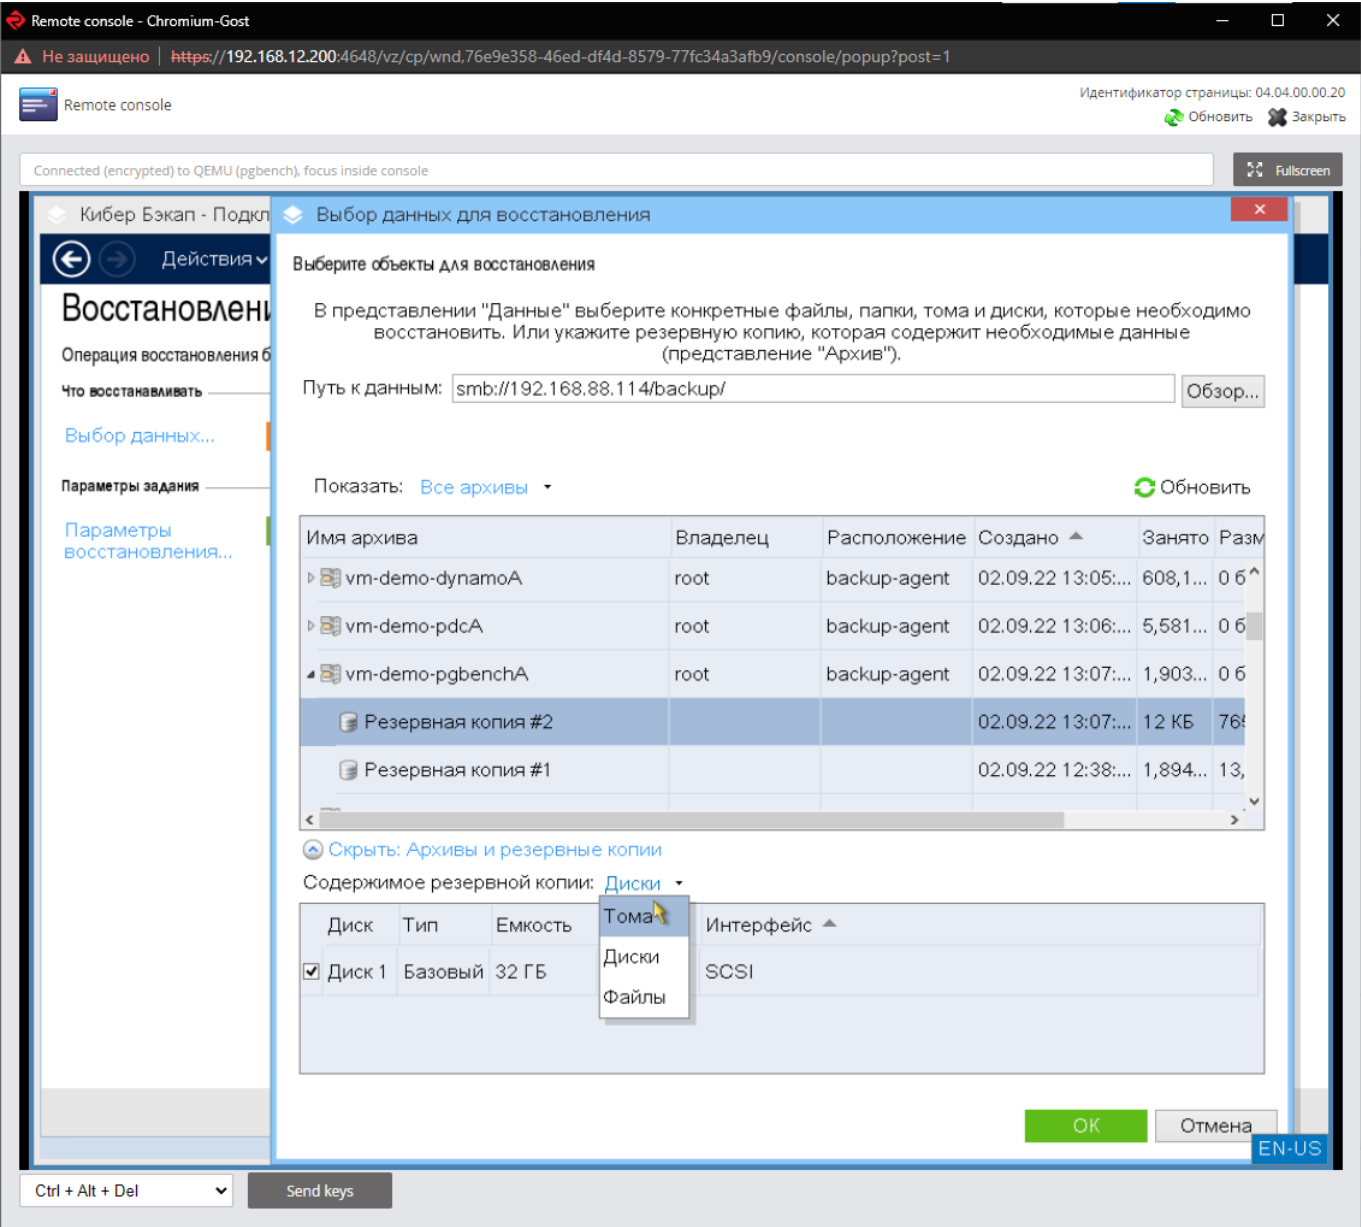 Remote console - Chromium-Gost
Не защищено https://192.168.12.200:4648/vz/cp/wnd,76e9e358-46ed-df4d-8579-77fc34a3afb9/console/popup?post=1
Remote console
Идентификатор страницы: 04.04.00.00.20
Обновить Закрыть
Connected (encrypted) to QEMU (pgbench), focus inside console
Fullscreen
Кибер Бэкап - Подкл
Выбор данных для восстановления
Действия
Восстановлени
Операция восстановления б
Что восстанавливать
Выбор данных...
Параметры задания
Параметры
восстановления...
Выберите объекты для восстановления
В представлении "Данные" выберите конкретные файлы, папки, тома и диски, которые необходимо
восстановить. Или укажите резервную копию, которая содержит необходимые данные
(представление "Архив").
Путь к данным: smb://192.168.88.114/backup/ Обзор...
Показать: Все архивы Обновить
Имя архива Владелец Расположение Создано Занято Разм
vm-demo-dynamoA root backup-agent 02.09.22 13:05:... 608,1... 0 б
vm-demo-pdcA root backup-agent 02.09.22 13:06:... 5,581... 0 б
vm-demo-pgbenchA root backup-agent 02.09.22 13:07:... 1,903... 0 б
Резервная копия #2 02.09.22 13:07:... 12 КБ 765
Резервная копия #1 02.09.22 12:38:... 1,894... 13,
Скрыть: Архивы и резервные копии
Содержимое резервной копии: Диски
Диск Тип Емкость Интерфейс
Диск 1 Базовый 32 ГБ SCSI
Тома
Диски
Файлы
OK Отмена
EN-US
Ctrl + Alt + Del Send keys